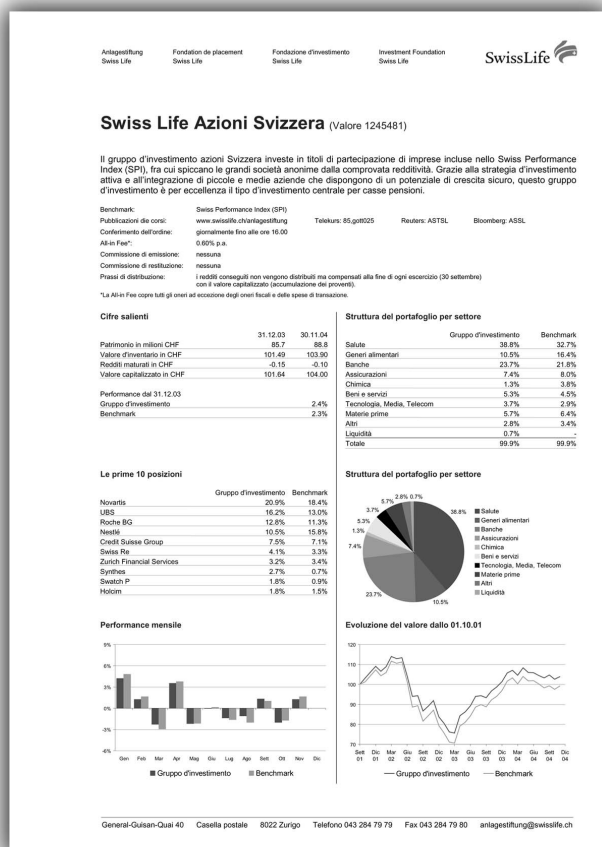 Anlagestiftung
Swiss Life
Fondation de placement
Swiss Life
Fondazione d'investimento
Swiss Life
Investment Foundation
Swiss Life
SwissLife
Swiss Life Azioni Svizzera (Valore 1245481)
Il gruppo d'investimento azioni Svizzera investe in titoli di partecipazione di imprese incluse nello Swiss Performance
Index (SPI), fra cui spiccano le grandi società anonime dalla comprovata redditività. Grazie alla strategia d'investimento
attiva e all'integrazione di piccole e medie aziende che dispongono di un potenziale di crescita sicuro, questo gruppo
d'investimento è per eccellenza il tipo d'investimento centrale per casse pensioni.
Benchmark: Swiss Performance Index (SPI)
Pubblicazioni die corsi: www.swisslife.ch/anlagestiftung Telekurs: 85,gott025 Reuters: ASTSL Bloomberg: ASSL
Conferimento dell'ordine: giornalmente fino alle ore 16.00
All-in Fee*: 0.60% p.a.
Commissione di emissione: nessuna
Commissione di restituzione: nessuna
Prassi di distribuzione: i redditi conseguiti non vengono distribuiti ma compensati alla fine di ogni escercizio (30 settembre)
con il valore capitalizzato (accumulazione dei proventi).
*La All-in Fee copre tutti gli oneri ad eccezione degli oneri fiscali e delle spese di transazione.
Cifre salienti
31.12.03 30.11.04
Patrimonio in milioni CHF 85.7 88.8
Valore d'inventario in CHF 101.49 103.90
Redditi maturati in CHF -0.15 -0.10
Valore capitalizzato in CHF 101.64 104.00
Performance dal 31.12.03
Gruppo d'investimento 2.4%
Benchmark 2.3%
Struttura del portafoglio per settore
Gruppo d'investimento Benchmark
Salute 38.8% 32.7%
Generi alimentari 10.5% 16.4%
Banche 23.7% 21.8%
Assicurazioni 7.4% 8.0%
Chimica 1.3% 3.8%
Beni e servizi 5.3% 4.5%
Tecnologia, Media, Telecom 3.7% 2.9%
Materie prime 5.7% 6.4%
Altri 2.8% 3.4%
Liquidità 0.7% -
Totale 99.9% 99.9%
Le prime 10 posizioni
Gruppo d'investimento Benchmark
Novartis 20.9% 18.4%
UBS 16.2% 13.0%
Roche BG 12.8% 11.3%
Nestlé 10.5% 15.8%
Credit Suisse Group 7.5% 7.1%
Swiss Re 4.1% 3.3%
Zurich Financial Services 3.2% 3.4%
Synthes 2.7% 0.7%
Swatch P 1.8% 0.9%
Holcim 1.8% 1.5%
Struttura del portafoglio per settore
2.8% 0.7%
5.7%
3.7%
5.3%
1.3%
7.4%
23.7%
10.5%
38.8%
Salute
Generi alimentari
Banche
Assicurazioni
Chimica
Beni e servizi
Tecnologia, Media, Telecom
Materie prime
Altri
Liquidità
Performance mensile
9%
6%
3%
0%
-3%
-6%
Gen Feb Mar Apr Mag Giu Lug Ago Sett Ott Nov Dic
Gruppo d'investimento Benchmark
Evoluzione del valore dallo 01.10.01
120
110
100
90
80
70
Sett Dic Mar Giu Sett Dic Mar Giu Sett Dic Mar Giu Sett Dic
01 01 02 02 02 02 03 03 03 03 04 04 04 04
Gruppo d'investimento Benchmark
General-Guisan-Quai 40 Casella postale 8022 Zurigo Telefono 043 284 79 79 Fax 043 284 79 80 anlagestiftung@swisslife.ch